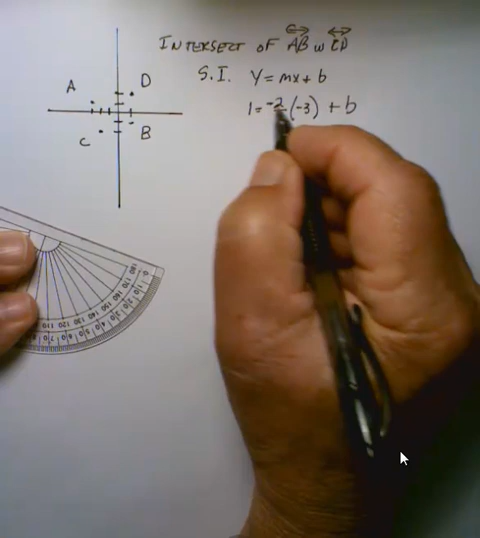 INTERSECT OF AB w CD
S.I. Y = mx + b
1 = -2 (-3) + b
A
D
C
B